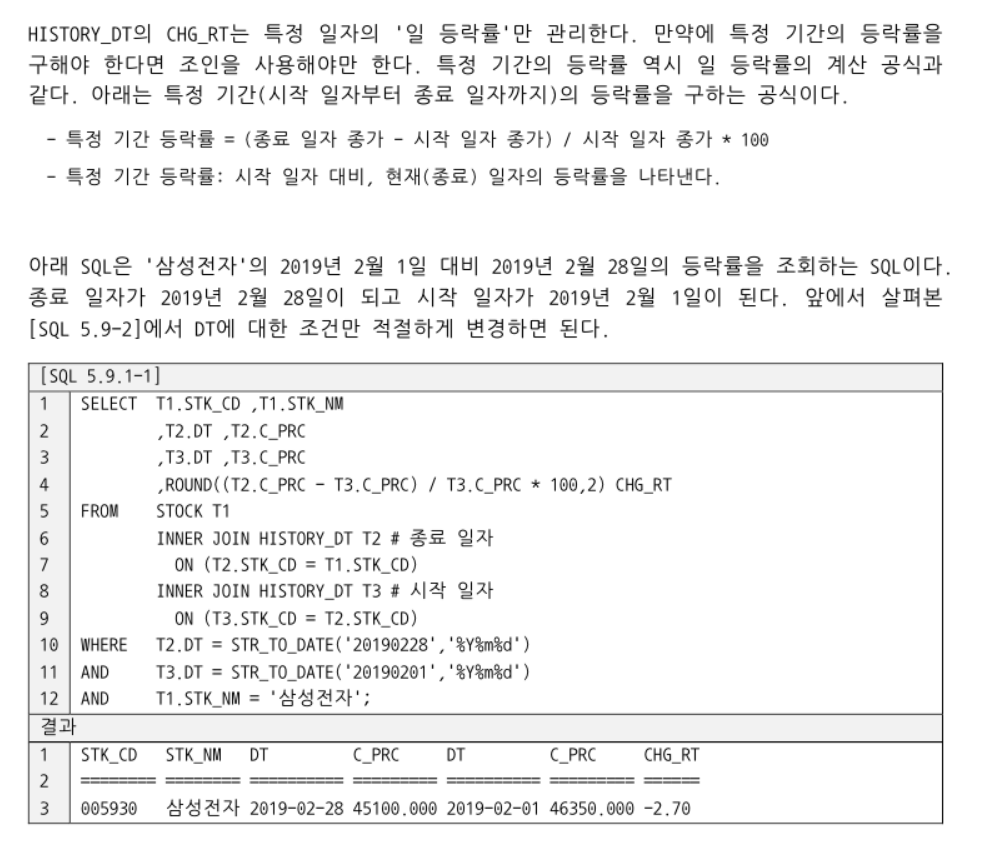 HISTORY_DT의 CHG_RT는 특정 일자의 '일 등락률'만 관리한다. 만약에 특정 기간의 등락률을
구해야 한다면 조인을 사용해야만 한다. 특정 기간의 등락률 역시 일 등락률의 계산 공식과
같다. 아래는 특정 기간(시작 일자부터 종료 일자까지)의 등락률을 구하는 공식이다.
- 특정 기간 등락률 = (종료 일자 종가 - 시작 일자 종가) / 시작 일자 종가 * 100
- 특정 기간 등락률: 시작 일자 대비, 현재(종료) 일자의 등락률을 나타낸다.
아래 SQL은 '삼성전자'의 2019년 2월 1일 대비 2019년 2월 28일의 등락률을 조회하는 SQL이다.
종료 일자가 2019년 2월 28일이 되고 시작 일자가 2019년 2월 1일이 된다. 앞에서 살펴본
[SQL 5.9-2]에서 DT에 대한 조건만 적절하게 변경하면 된다.
[SQL 5.9.1-1]
1 SELECT T1.STK_CD ,T1.STK_NM
2 ,T2.DT ,T2.C_PRC
3 ,T3.DT ,T3.C_PRC
4 ,ROUND((T2.C_PRC - T3.C_PRC) / T3.C_PRC * 100,2) CHG_RT
5 FROM STOCK T1
6 INNER JOIN HISTORY_DT T2 # 종료 일자
7 ON (T2.STK_CD = T1.STK_CD)
8 INNER JOIN HISTORY_DT T3 # 시작 일자
9 ON (T3.STK_CD = T2.STK_CD)
10 WHERE T2.DT = STR_TO_DATE('20190228','%Y%m%d')
11 AND T3.DT = STR_TO_DATE('20190201','%Y%m%d')
12 AND T1.STK_NM = '삼성전자';
결과
1 STK_CD STK_NM DT C_PRC DT C_PRC CHG_RT
2 ======== ======== ========== ========= ========== ========= ======
3 005930 삼성전자 2019-02-28 45100.000 2019-02-01 46350.000 -2.70